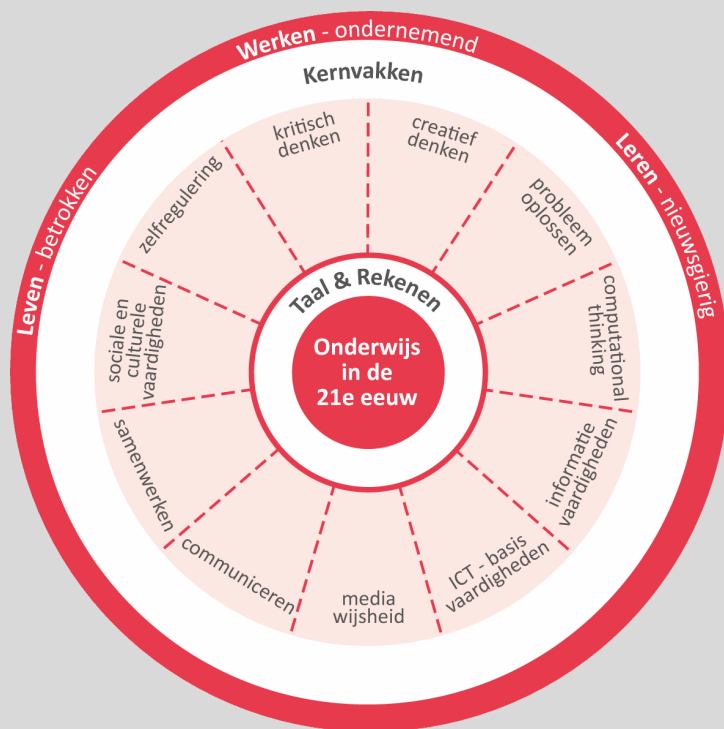 Werken - ondernemend
Leren - nieuwsgierig
Leven - betrokken
Kernvakken
kritisch
denken
creatief
denken
probleem
oplossen
computational
thinking
informatie
vaardigheden
ICT - basis
vaardigheden
media
wijsheid
communiceren
samenwerken
sociale en
culturele
vaardigheden
zelfregulering
Taal & Rekenen
Onderwijs
in de
21e eeuw